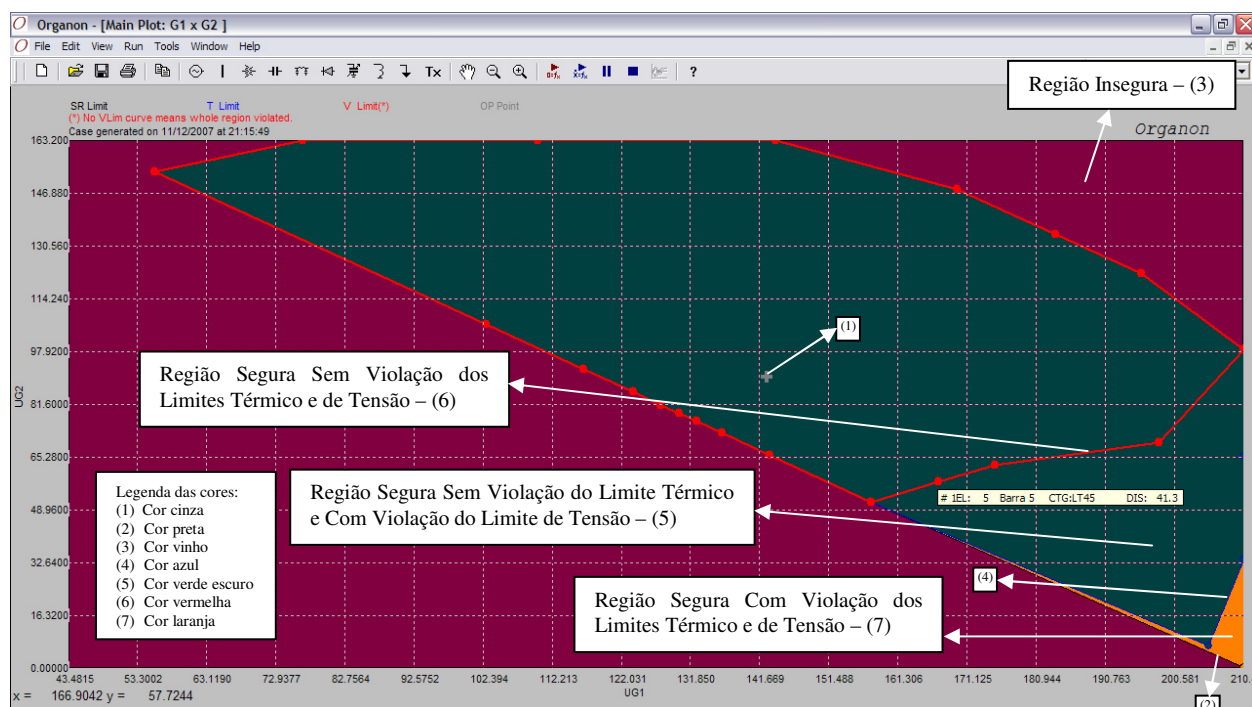 Organon - [Main Plot: G1 x G2 ]
File Edit View Run Tools Window Help
Tx
?
Região Insegura – (3)
SR Limit T Limit V Limit(*) OP Point
(*) No VLim curve means whole region violated.
Case generated on 11/12/2007 at 21:15:49
Organon
163.200
146.880
130.560
114.240
97.9200
81.6000
65.2800
48.9600
32.6400
16.3200
0.00000
UG2
(1)
Região Segura Sem Violação dos
Limites Térmico e de Tensão – (6)
# 1EL: 5 Barra 5 CTG:LT45 DIS: 41.3
Região Segura Sem Violação do Limite Térmico
e Com Violação do Limite de Tensão – (5)
Legenda das cores:
(1) Cor cinza
(2) Cor preta
(3) Cor vinho
(4) Cor azul
(5) Cor verde escuro
(6) Cor vermelha
(7) Cor laranja
(4)
Região Segura Com Violação dos
Limites Térmico e de Tensão – (7)
(2)
43.4815 53.3002 63.1190 72.9377 82.7564 92.5752 102.394 112.213 122.031 131.850 141.669 151.488 161.306 171.125 180.944 190.763 200.581 210.
UG1
x = 166.9042 y = 57.7244